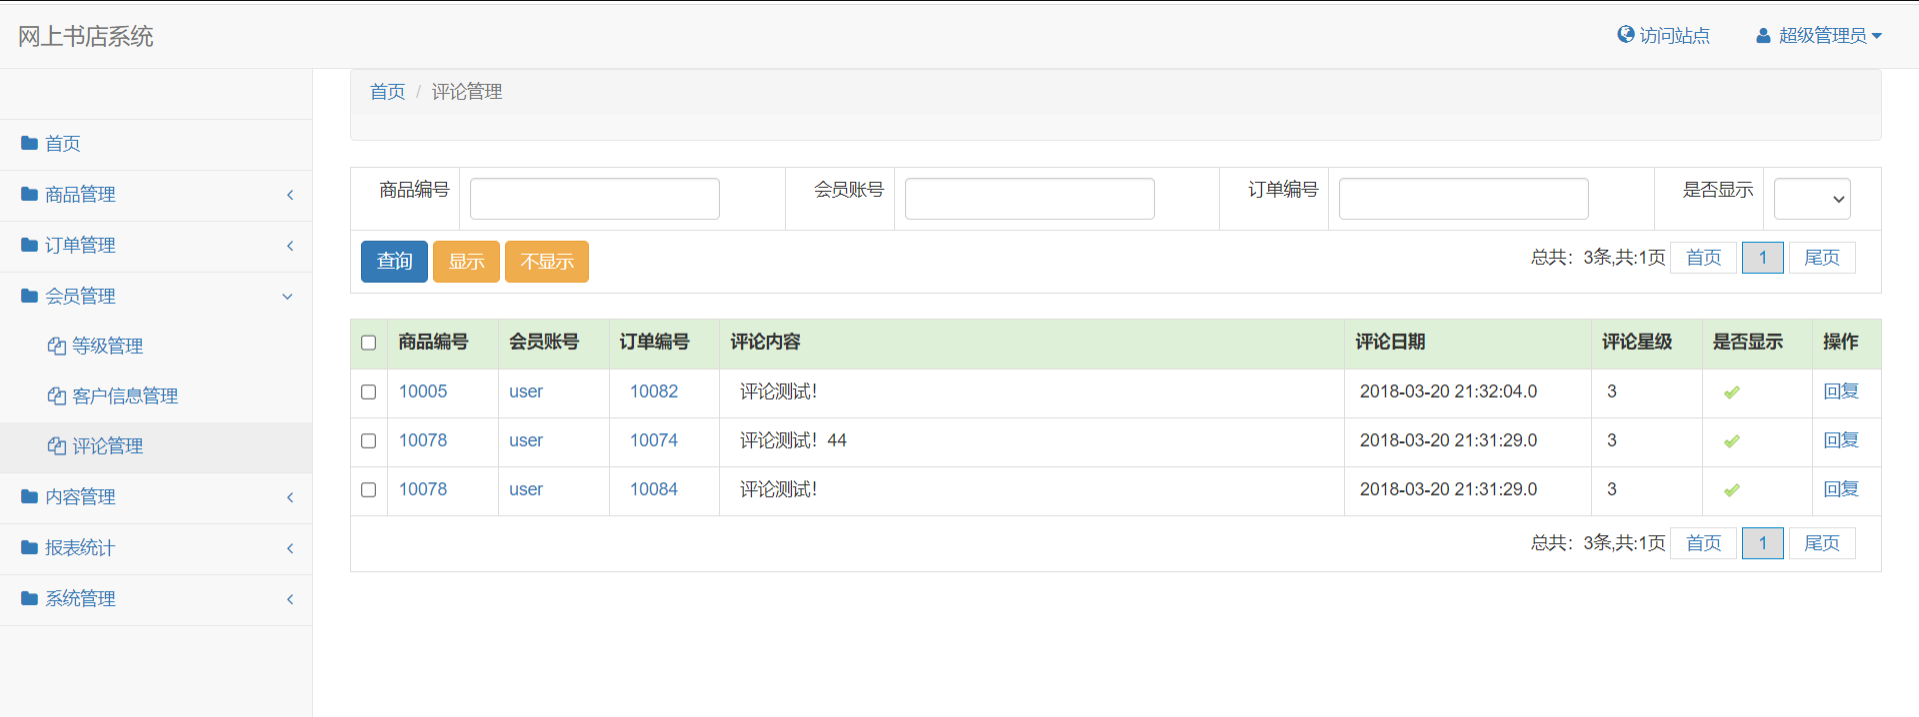 网上书店系统
访问站点 超级管理员
首页 / 评论管理
首页
商品管理
订单管理
会员管理
等级管理
客户信息管理
评论管理
内容管理
报表统计
系统管理
商品编号 会员账号 订单编号 是否显示
查询 显示 不显示 总共：3条,共:1页 首页 1 尾页
商品编号 会员账号 订单编号 评论内容 评论日期 评论星级 是否显示 操作
10005 user 10082 评论测试! 2018-03-20 21:32:04.0 3 回复
10078 user 10074 评论测试！44 2018-03-20 21:31:29.0 3 回复
10078 user 10084 评论测试! 2018-03-20 21:31:29.0 3 回复
总共：3条,共:1页 首页 1 尾页